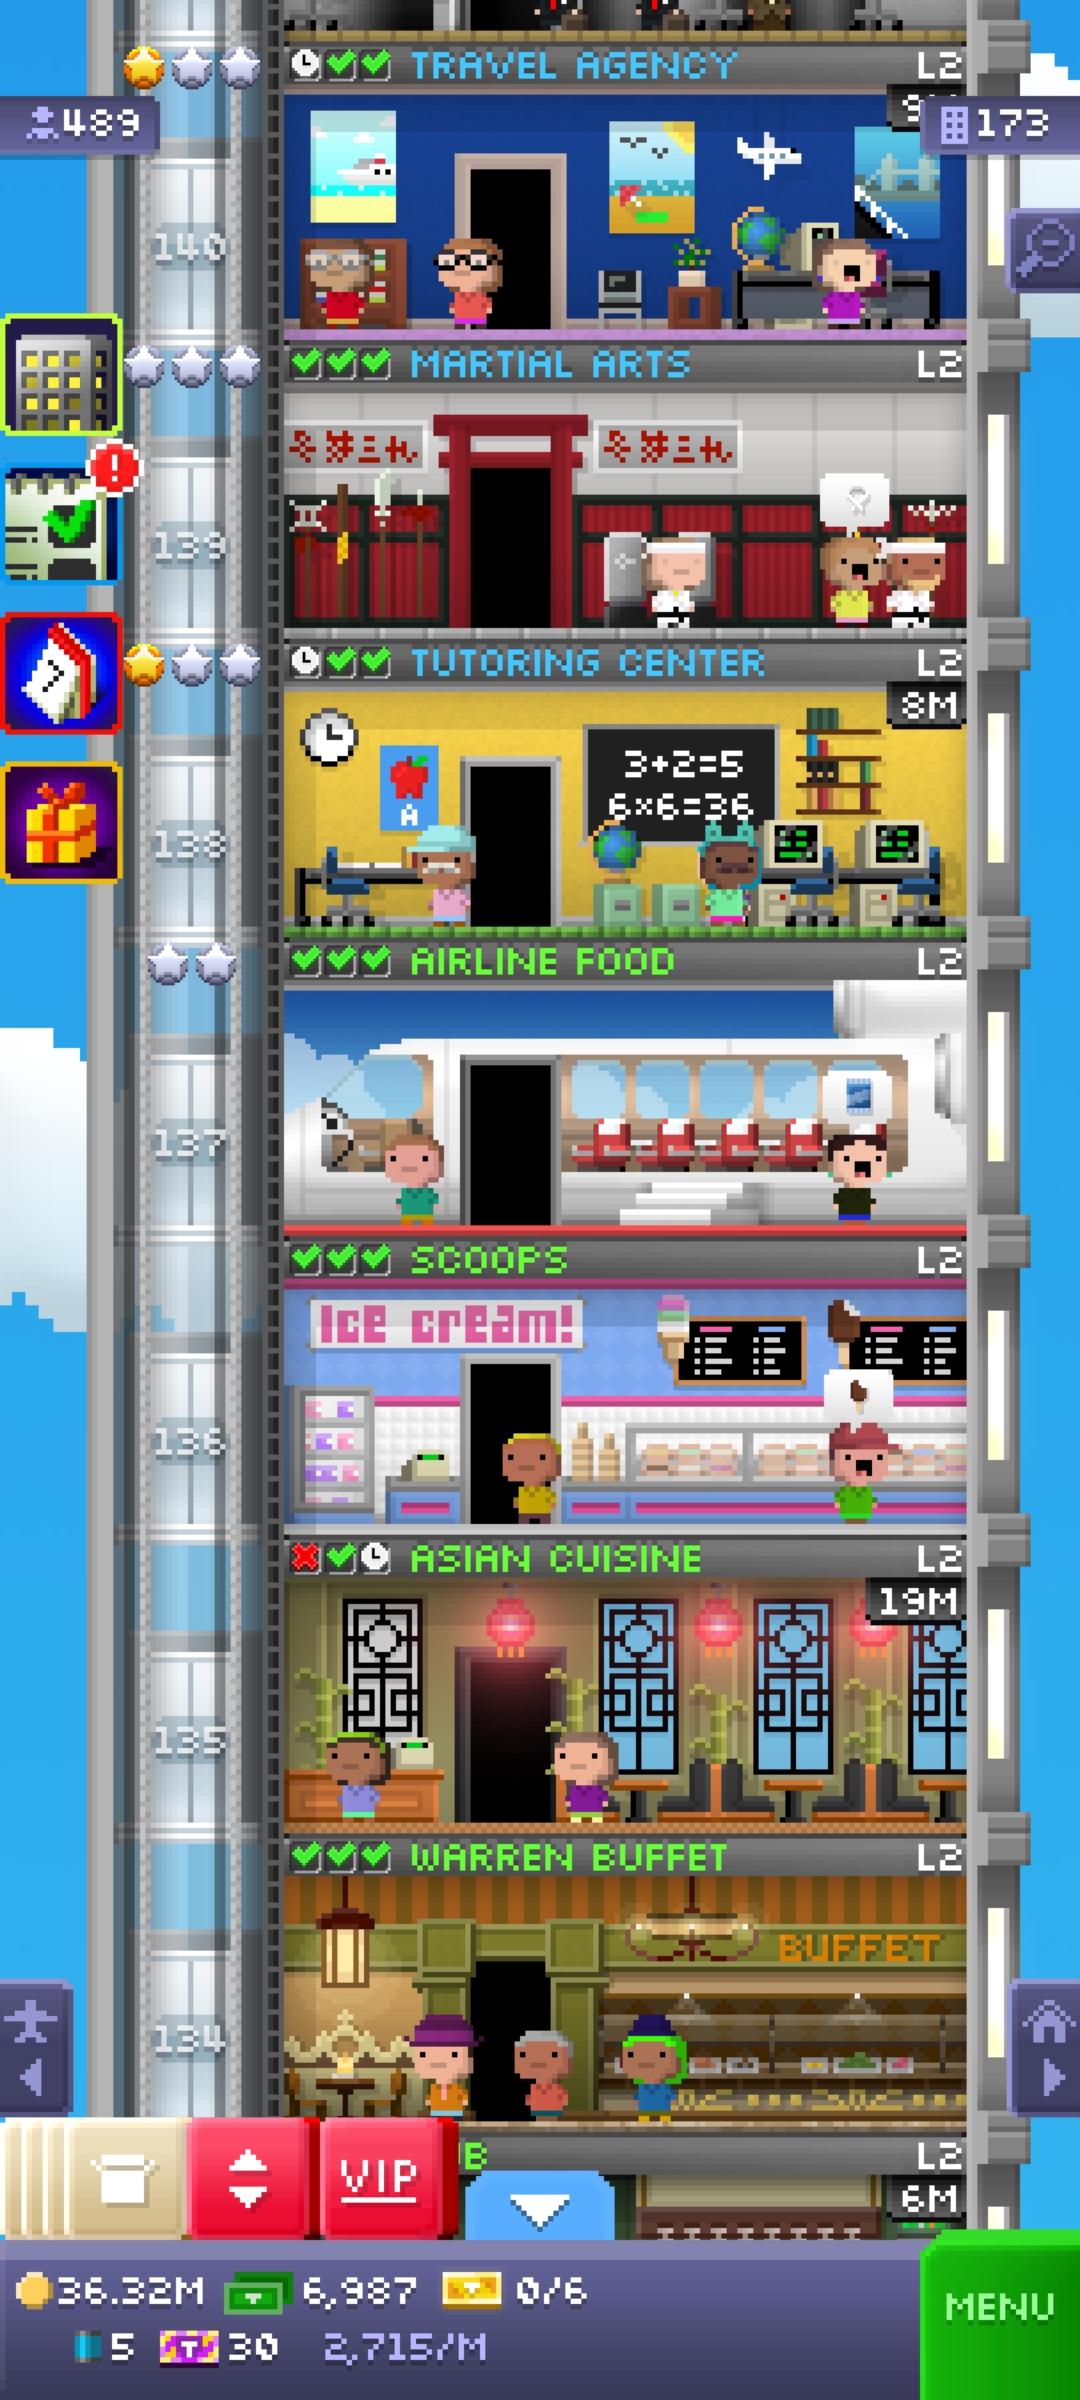 TRAVEL AGENCY L2
489
173
140
MARTIAL ARTS L2
139
TUTORING CENTER L2
8M
3+2=5
6x6=36
A
138
AIRLINE FOOD L2
137
SCOOPS L2
Ice cream!
136
ASIAN CUISINE L2
19M
135
WARREN BUFFET L2
BUFFET
134
L2
6M
VIP
36.32M 6,987 0/6
MENU
5 T 30 2,715/M